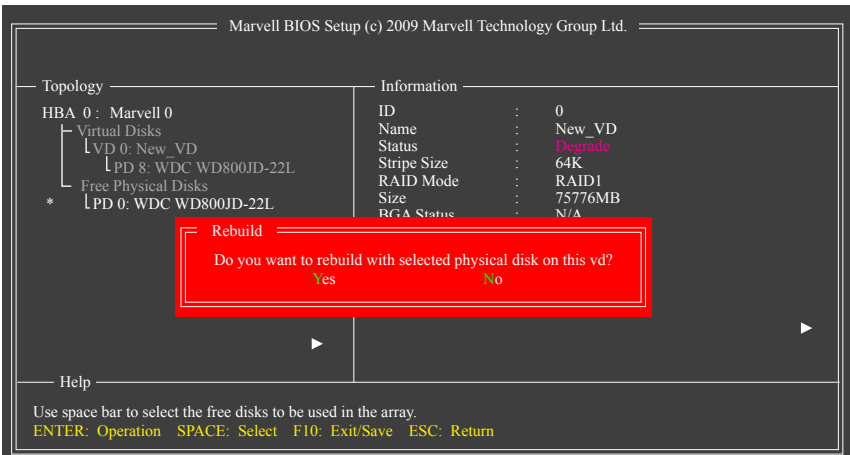 Marvell BIOS Setup (c) 2009 Marvell Technology Group Ltd.
Topology
HBA 0 : Marvell 0
Virtual Disks
VD 0: New_VD
PD 8: WDC WD800JD-22L
Free Physical Disks
* PD 0: WDC WD800JD-22L
Information
ID : 0
Name : New_VD
Status : Degrade
Stripe Size : 64K
RAID Mode : RAID1
Size : 75776MB
BGA Status : N/A
Rebuild
Do you want to rebuild with selected physical disk on this vd?
Yes No
Help
Use space bar to select the free disks to be used in the array.
ENTER: Operation SPACE: Select F10: Exit/Save ESC: Return